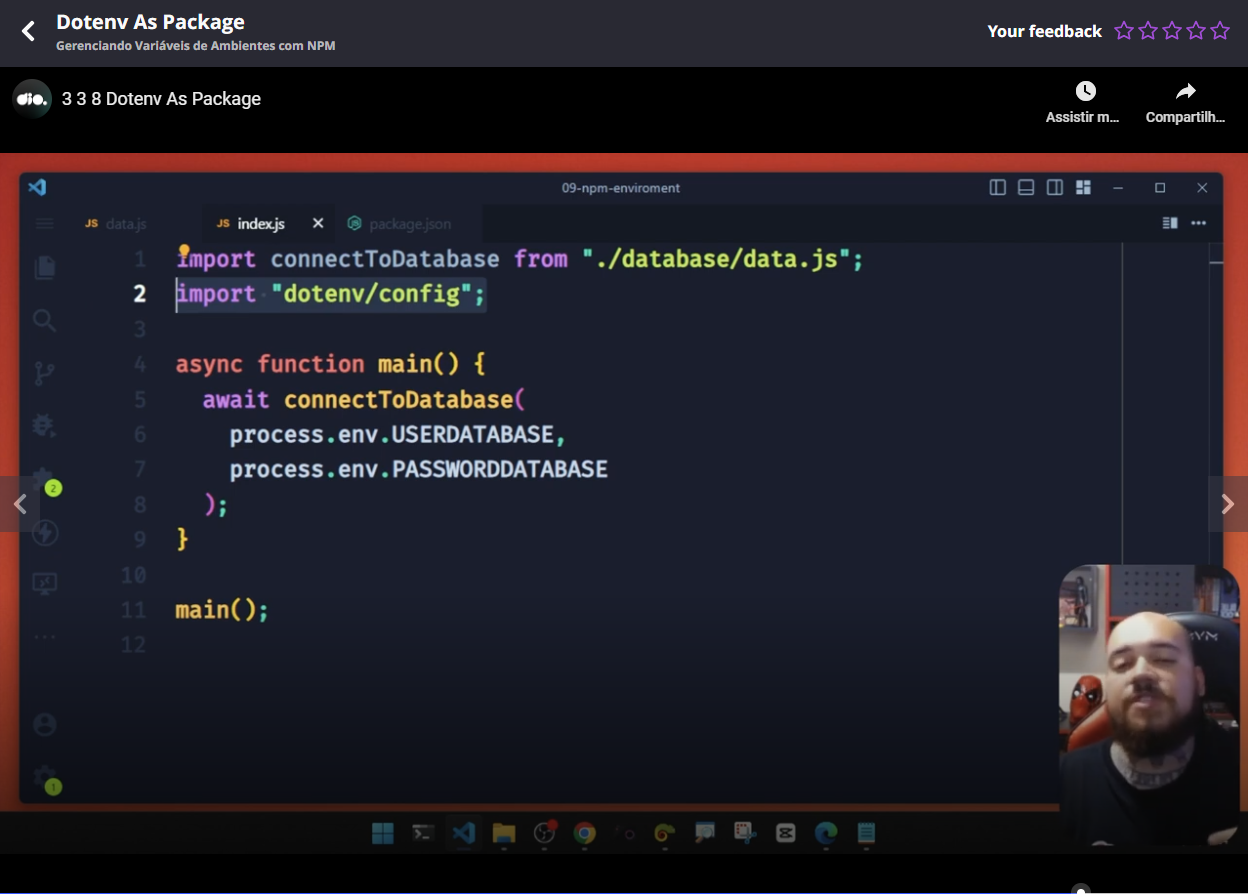 Dotenv As Package
Gerenciando Variáveis de Ambientes com NPM
Your feedback
dio.
3 3 8 Dotenv As Package
Assistir m...
Compartilh...
09-npm-enviroment
JS data.js
JS index.js
package.json
1 import connectToDatabase from "./database/data.js";
2 import "dotenv/config";
3
4 async function main() {
5 await connectToDatabase(
6 process.env.USERDATABASE,
7 process.env.PASSWORDDATABASE
8 );
9 }
10
11 main();
12
2
1